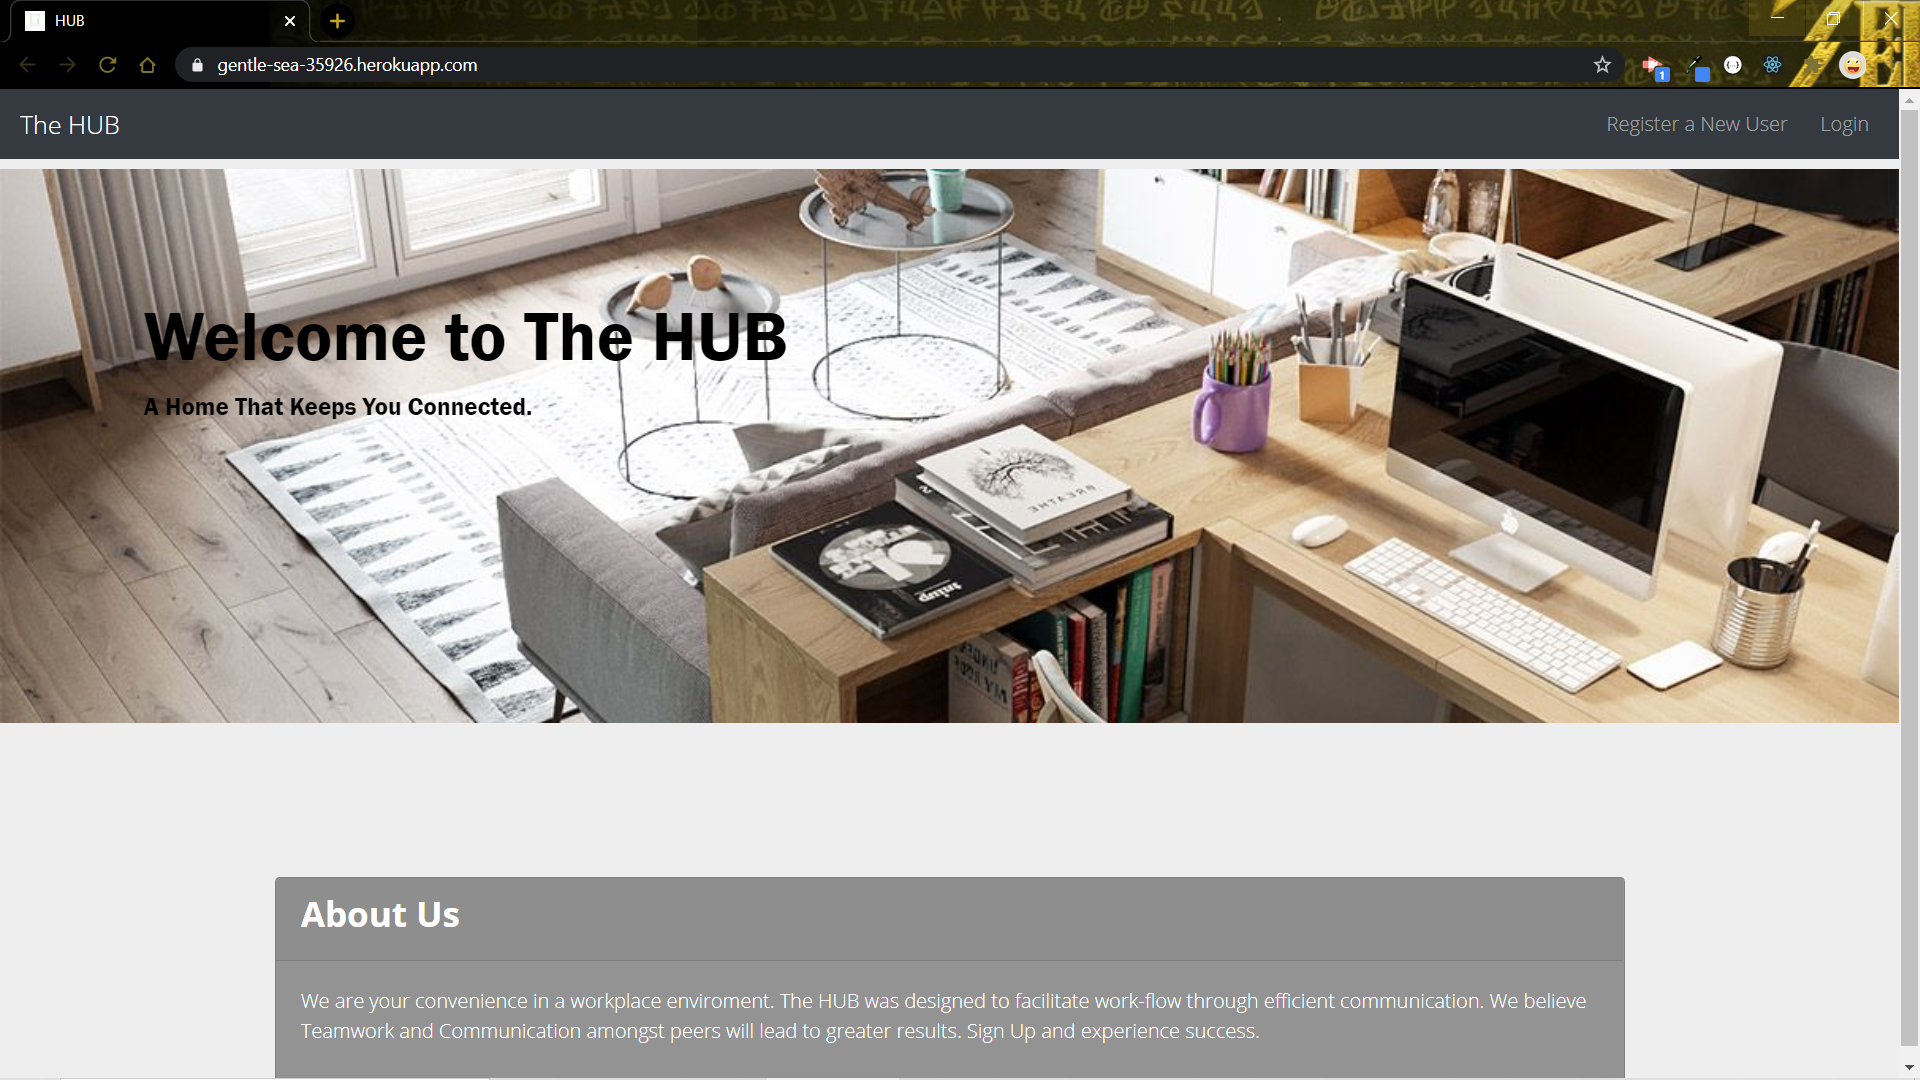 HUB
gentle-sea-35926.herokuapp.com
1
The HUB
Register a New User
Login
Welcome to The HUB
A Home That Keeps You Connected.
BREATHE
About Us
We are your convenience in a workplace enviroment. The HUB was designed to facilitate work-flow through efficient communication. We believe
Teamwork and Communication amongst peers will lead to greater results. Sign Up and experience success.